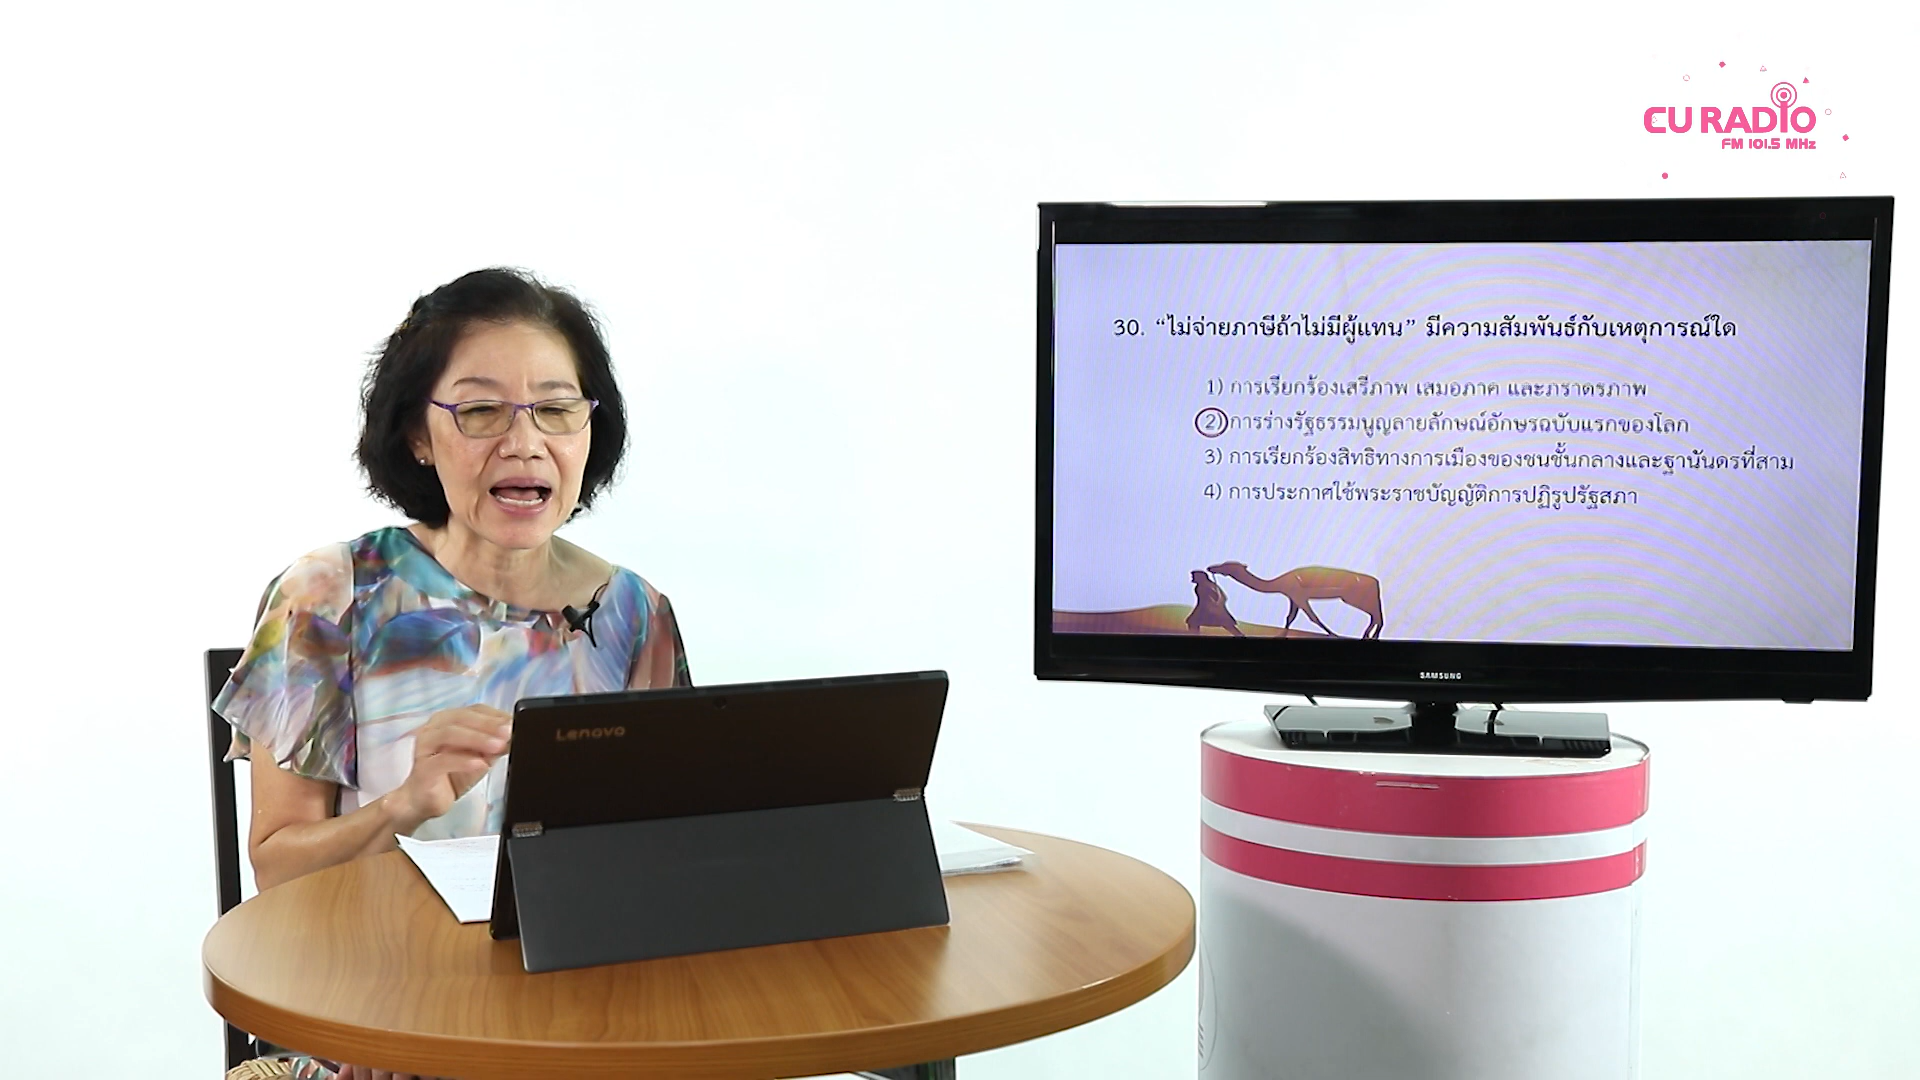 CU RADIO
FM 101.5 MHz
30. “ไม่จ่ายภาษีถ้าไม่มีผู้แทน” มีความสัมพันธ์กับเหตุการณ์ใด
1) การเรียกร้องเสรีภาพ เสมอภาค และภราดรภาพ
2) การร่างรัฐธรรมนูญลายลักษณ์อักษรฉบับแรกของโลก
3) การเรียกร้องสิทธิทางการเมืองของชนชั้นกลางและฐานันดรที่สาม
4) การประกาศใช้พระราชบัญญัติการปฏิรูปรัฐสภา
SAMSUNG
Lenovo